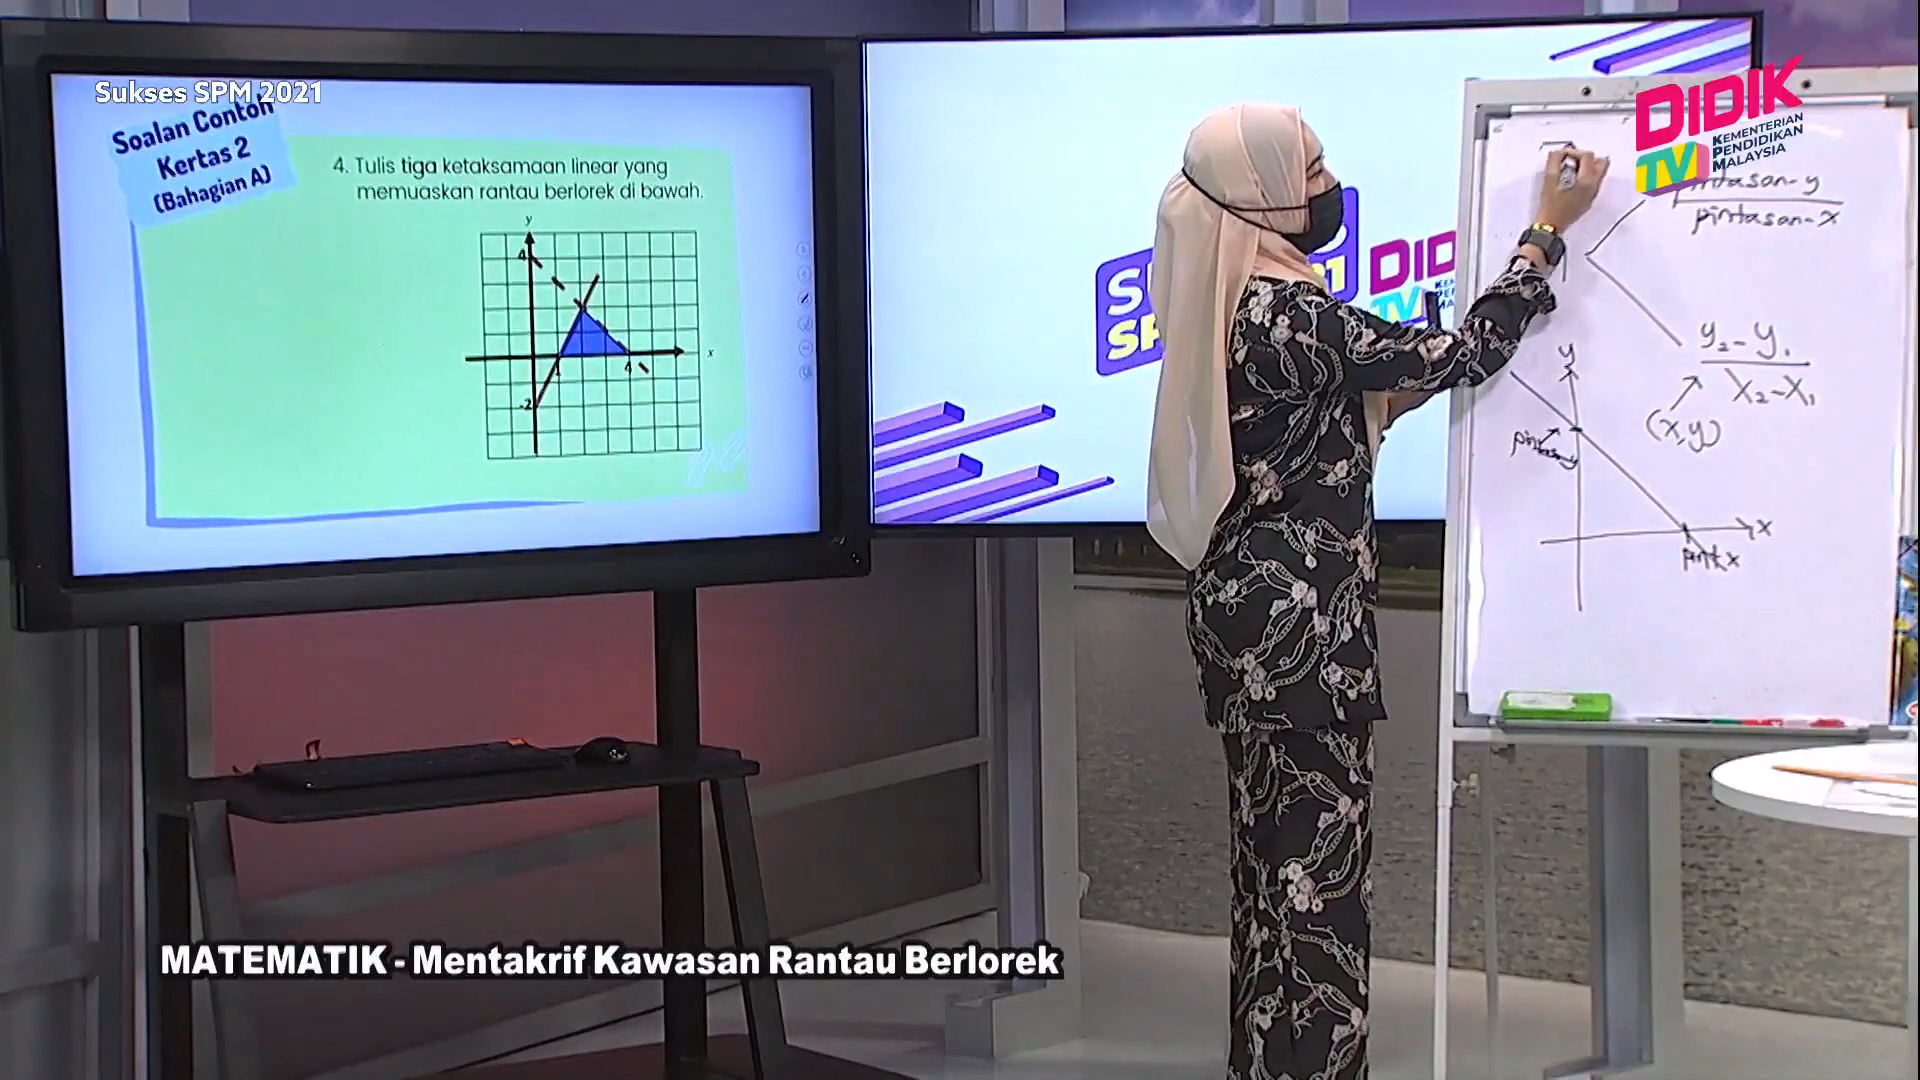 Sukses SPM 2021
Soalan Contoh
Kertas 2
(Bahagian A)
4. Tulis tiga ketaksamaan linear yang
memuaskan rantau berlorek di bawah.
y
4
x
1
4
-2
DIDIK
TV
KEMENTERIAN
PENDIDIKAN
MALAYSIA
pintasan-y
pintasan-x
y₂-y₁
x₂-x₁
(x,y)
y
pintasan-y
x
pint-x
MATEMATIK - Mentakrif Kawasan Rantau Berlorek